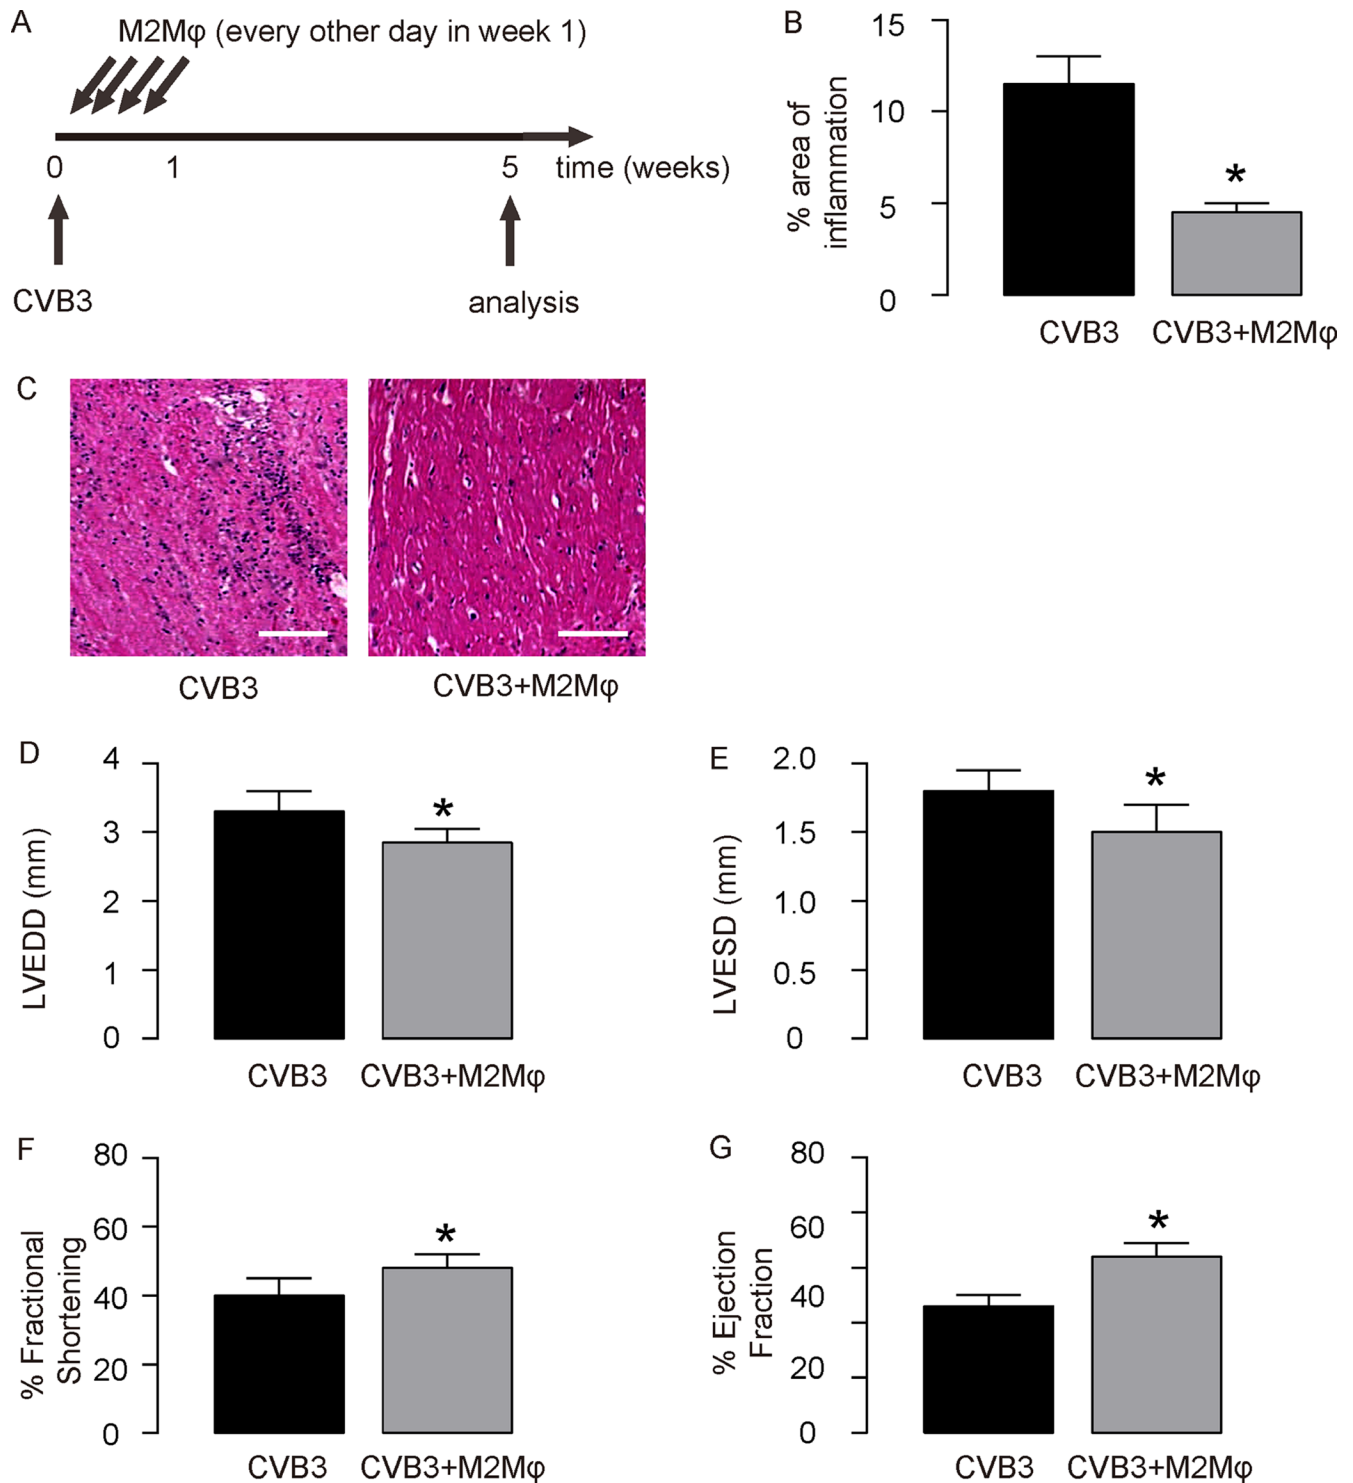 A
M2Mφ (every other day in week 1)
0
1
5
time (weeks)
CVB3
analysis
B
% area of
inflammation
15
10
5
0
*
CVB3
CVB3+M2Mφ
C
CVB3
CVB3+M2Mφ
D
LVEDD (mm)
4
3
2
1
0
*
CVB3
CVB3+M2Mφ
E
LVESD (mm)
2.0
1.5
1.0
0.5
0
*
CVB3
CVB3+M2Mφ
F
% Fractional
Shortening
80
60
40
20
0
*
CVB3
CVB3+M2Mφ
G
% Ejection
Fraction
80
60
40
20
0
*
CVB3
CVB3+M2Mφ